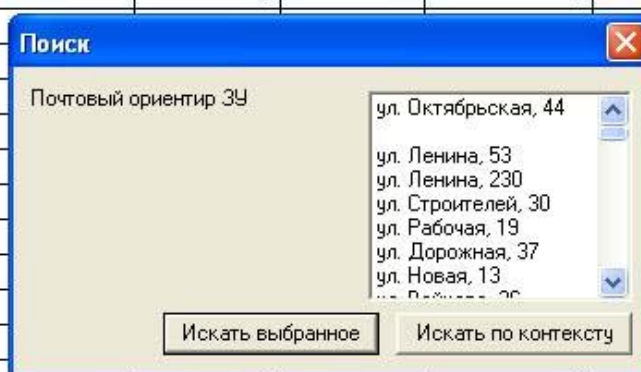 Поиск
Почтовый ориентир ЗУ
ул. Октябрьская, 44
ул. Ленина, 53
ул. Ленина, 230
ул. Строителей, 30
ул. Рабочая, 19
ул. Дорожная, 37
ул. Новая, 13
Искать выбранное
Искать по контексту